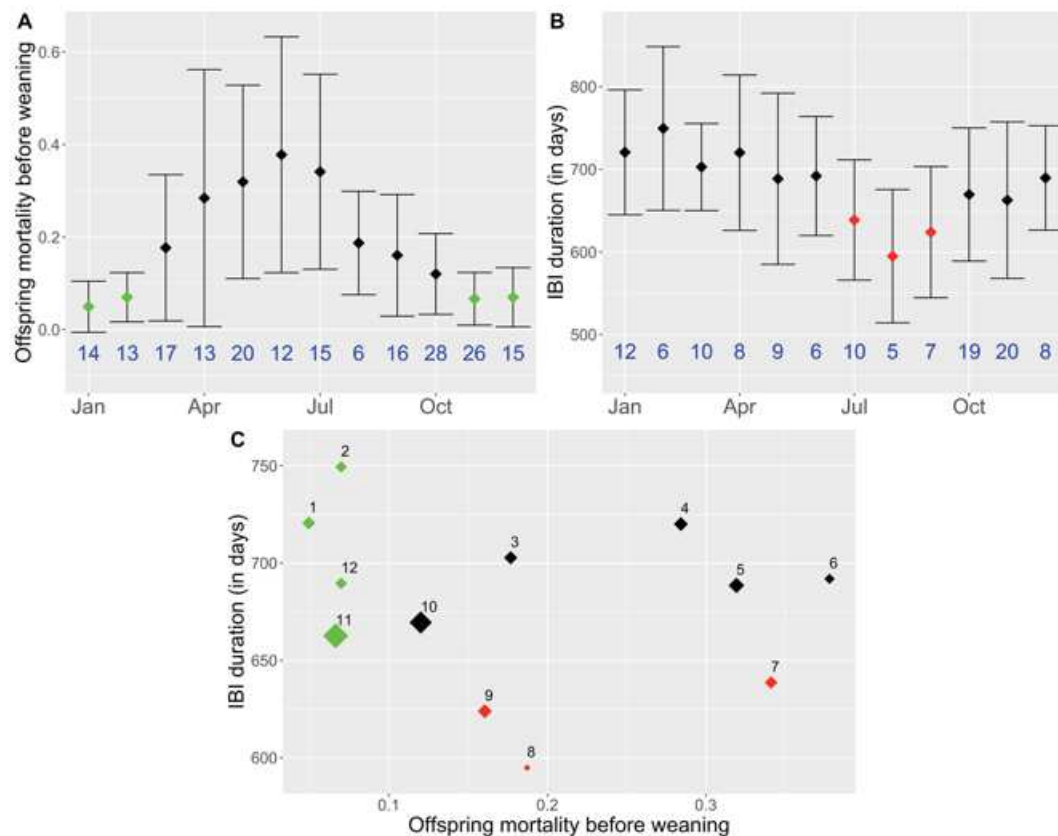 A
Offspring mortality before weaning
0.6
0.4
0.2
0.0
14 13 17 13 20 12 15 6 16 28 26 15
Jan Apr Jul Oct
B
IBI duration (in days)
800
700
600
500
12 6 10 8 9 6 10 5 7 19 20 8
Jan Apr Jul Oct
C
IBI duration (in days)
750
700
650
600
2
1
4
3
12
5
6
10
11
7
9
8
0.1 0.2 0.3
Offspring mortality before weaning